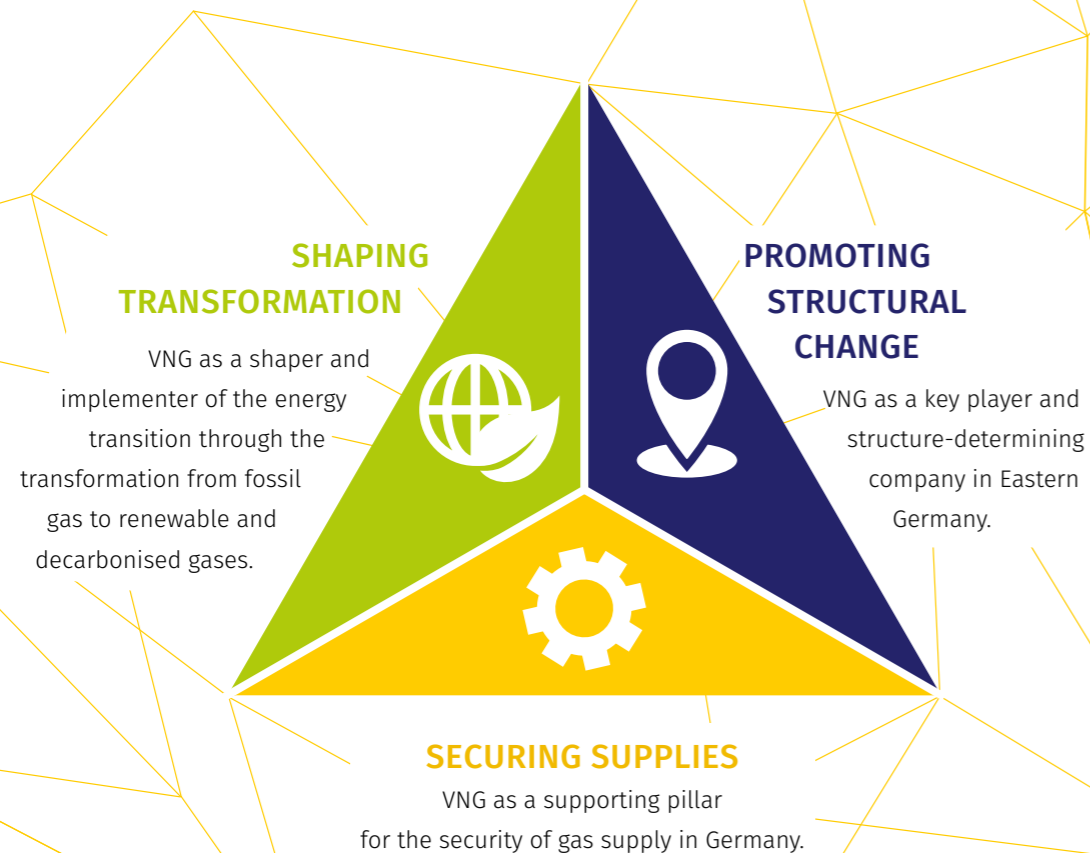 SHAPING
TRANSFORMATION
VNG as a shaper and
implementer of the energy
transition through the
transformation from fossil
gas to renewable and
decarbonised gases.
PROMOTING
STRUCTURAL
CHANGE
VNG as a key player and
structure-determining
company in Eastern
Germany.
SECURING SUPPLIES
VNG as a supporting pillar
for the security of gas supply in Germany.